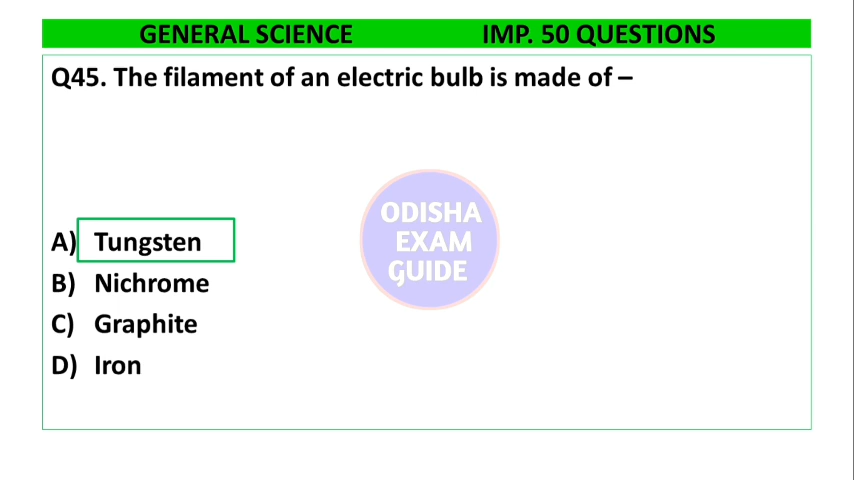 GENERAL SCIENCE IMP. 50 QUESTIONS
Q45. The filament of an electric bulb is made of –
ODISHA
EXAM
GUIDE
A) Tungsten
B) Nichrome
C) Graphite
D) Iron